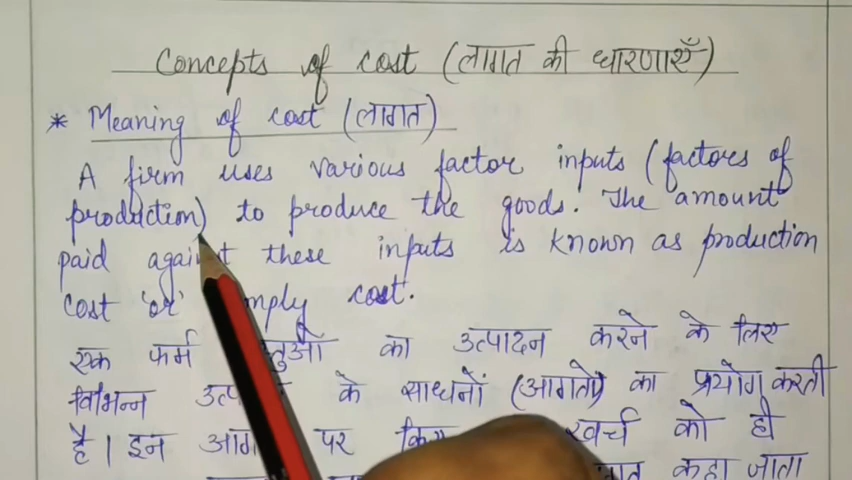 Concepts of cost (लागत की धारणाएँ)
* Meaning of cost (लागत)
A firm uses various factor inputs (factors of
production) to produce the goods. The amount
paid against these inputs is known as production
cost 'or' simply cost.
एक फर्म का उत्पादन करने के लिए
विभिन्न के साधनों (आगतो) का प्रयोग करती
है। इन पर खर्च को ही
कहा जाता